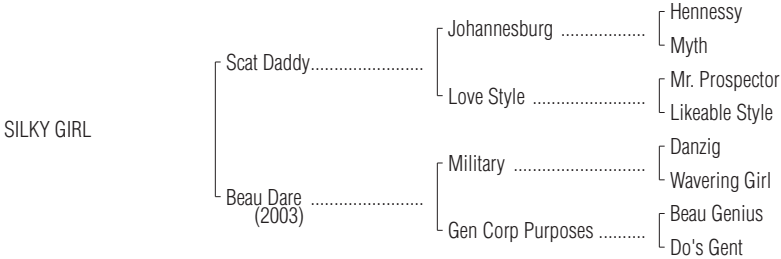 Hennessy
Johannesburg ..................
Myth
Scat Daddy.......................
Mr. Prospector
Love Style ........................
Likeable Style
SILKY GIRL
Danzig
Military ............................
Wavering Girl
Beau Dare ........................
(2003)
Beau Genius
Gen Corp Purposes ..........
Do's Gent